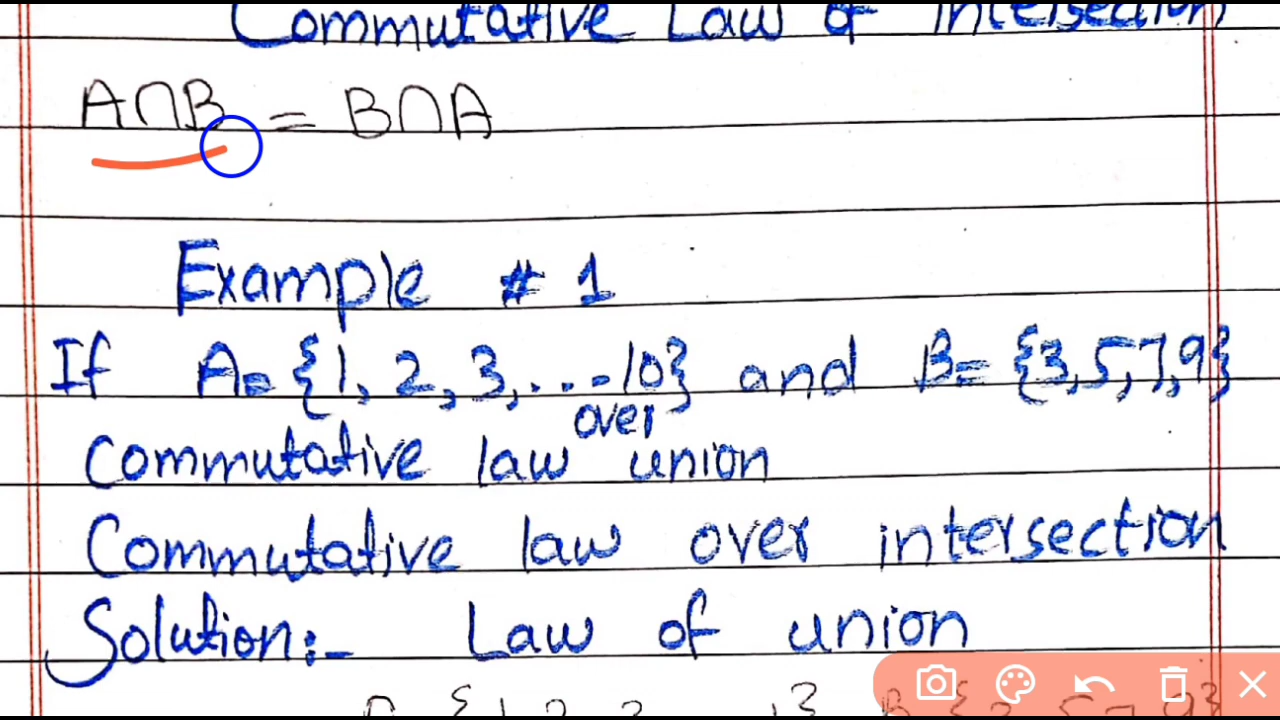 Commutative Law of intersection
A∩B = B∩A
Example # 1
If A= {1, 2, 3, ...-10} and B= {3,5,7,9}
over
Commutative law union
Commutative law over intersection
Solution:- Law of union